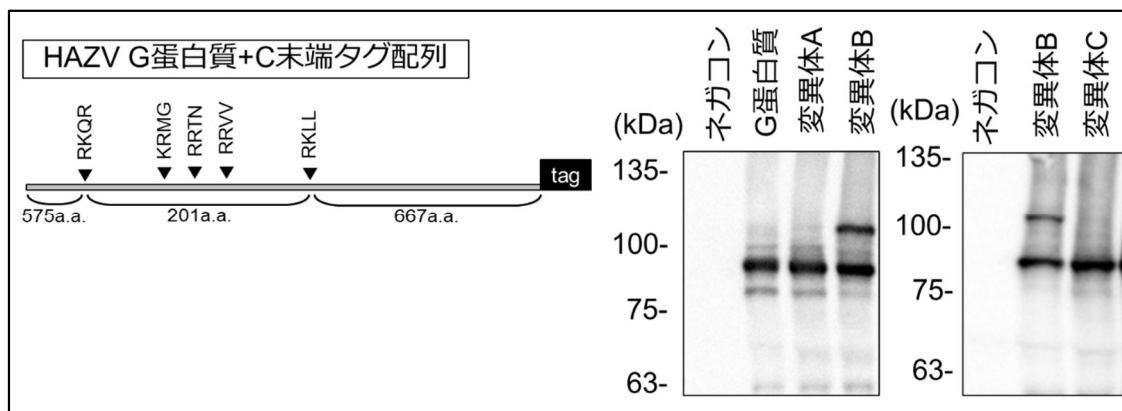 HAZV G蛋白質+C末端タグ配列
RKQR
KRMG
RRTN
RRVV
RKLL
tag
575a.a.
201a.a.
667a.a.
(kDa)
ネガコン
G蛋白質
変異体A
変異体B
135-
100-
75-
63-
(kDa)
ネガコン
変異体B
変異体C
135-
100-
75-
63-